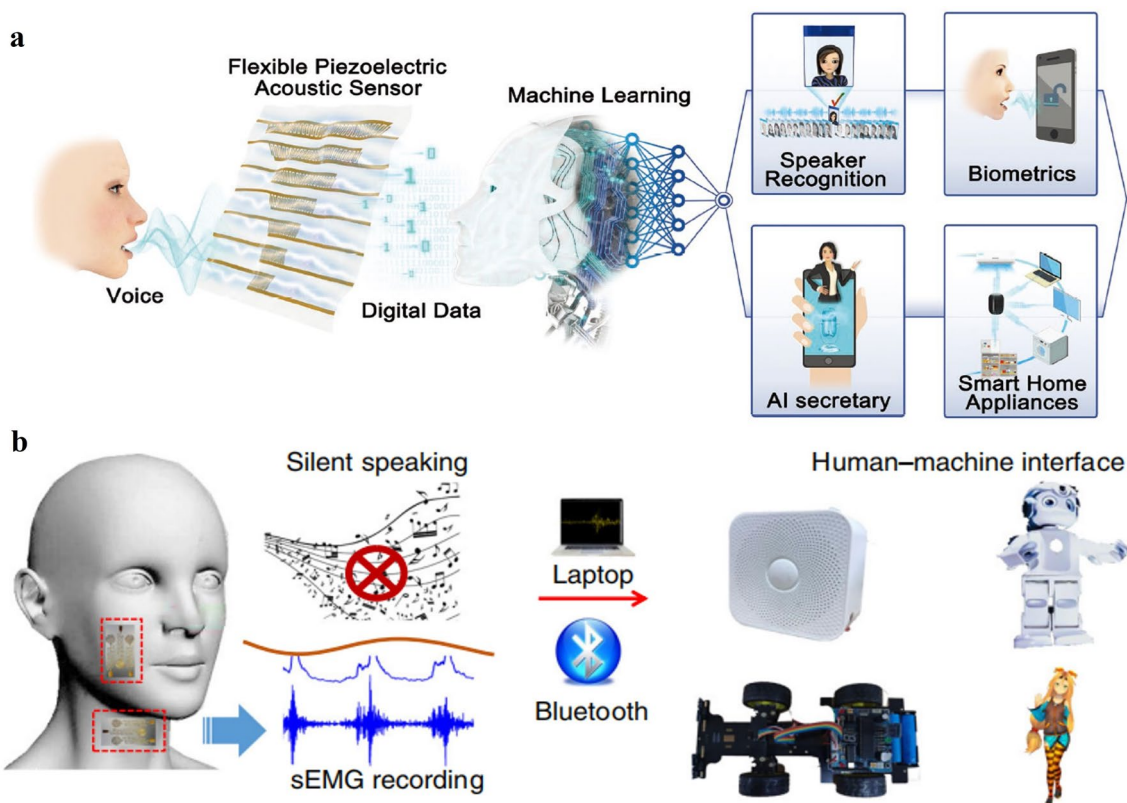 a
Flexible Piezoelectric
Acoustic Sensor
Machine Learning
Voice
Digital Data
Speaker
Recognition
Biometrics
AI secretary
Smart Home
Appliances
b
Silent speaking
Human–machine interface
Laptop
Bluetooth
sEMG recording